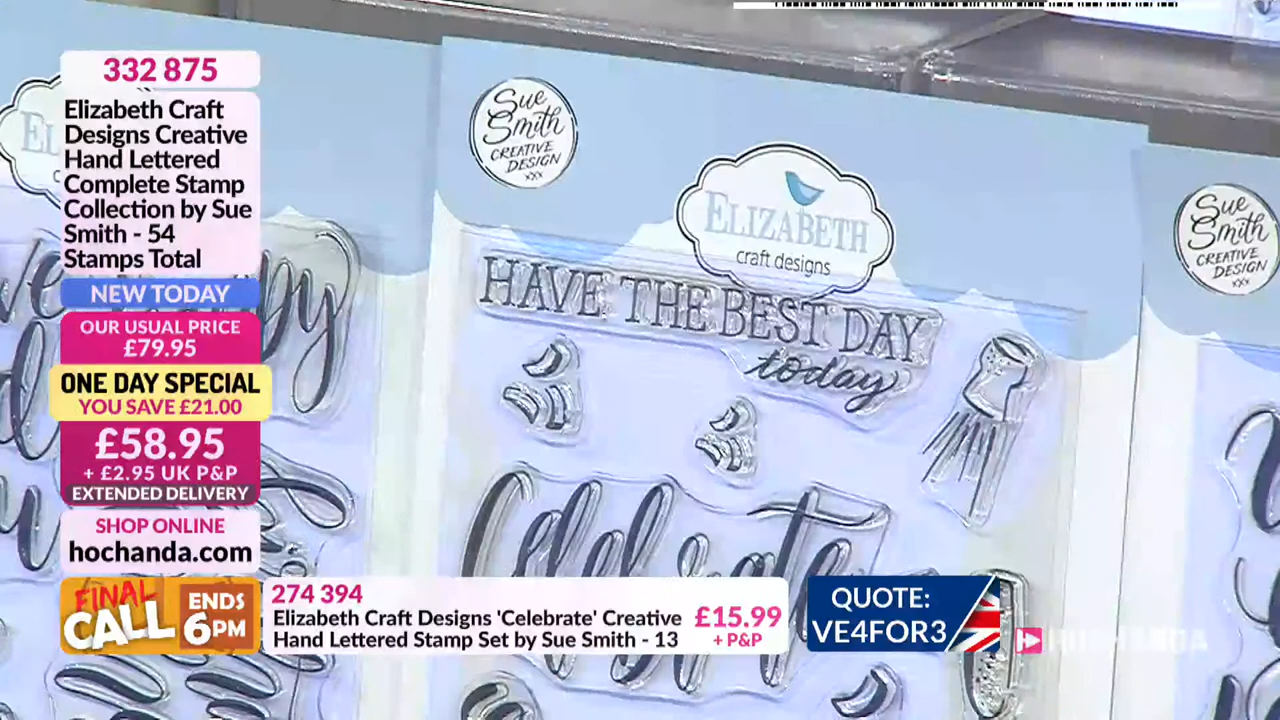 332 875
Elizabeth Craft
Designs Creative
Hand Lettered
Complete Stamp
Collection by Sue
Smith - 54
Stamps Total
NEW TODAY
OUR USUAL PRICE
£79.95
ONE DAY SPECIAL
YOU SAVE £21.00
£58.95
+ £2.95 UK P&P
EXTENDED DELIVERY
SHOP ONLINE
hochanda.com
FINAL
CALL
ENDS
6PM
274 394
Elizabeth Craft Designs 'Celebrate' Creative
Hand Lettered Stamp Set by Sue Smith - 13
£15.99
+ P&P
QUOTE:
VE4FOR3
HOCHANDA
Sue
Smith
CREATIVE
DESIGN
xxx
ELIZABETH
craft designs
HAVE THE BEST DAY
today
Celebrate
Sue
Smith
CREATIVE
DESIGN
xxx